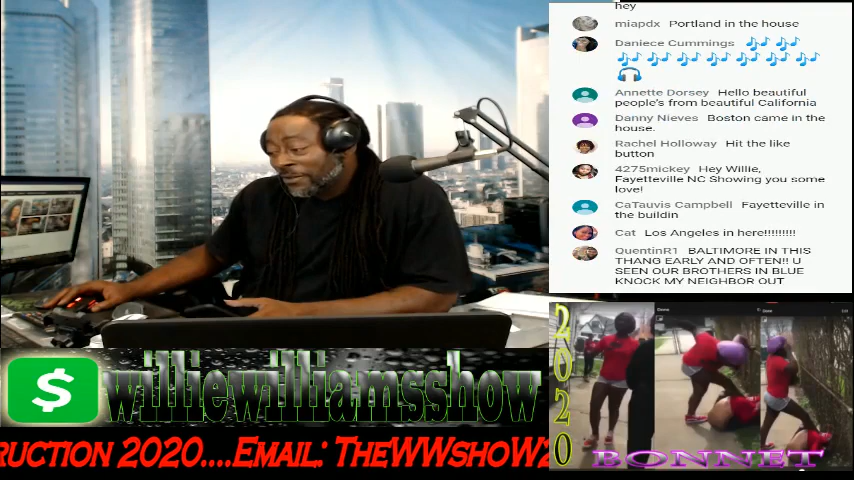 hey
miapdx Portland in the house
Daniece Cummings 🎶 🎶
🎶 🎶 🎶 🎶 🎶 🎶 🎶
🎧
Annette Dorsey Hello beautiful
people's from beautiful California
Danny Nieves Boston came in the
house.
Rachel Holloway Hit the like
button
4275mickey Hey Willie,
Fayetteville NC Showing you some
love!
CaTauvis Campbell Fayetteville in
the buildin
Cat Los Angeles in here!!!!!!!!!
QuentinR1 BALTIMORE IN THIS
THANG EARLY AND OFTEN!! U
SEEN OUR BROTHERS IN BLUE
KNOCK MY NEIGHBOR OUT
2020
BONNET
$ williewilliamsshow
RUCTION 2020....EMAIL: THEWWSHOW2